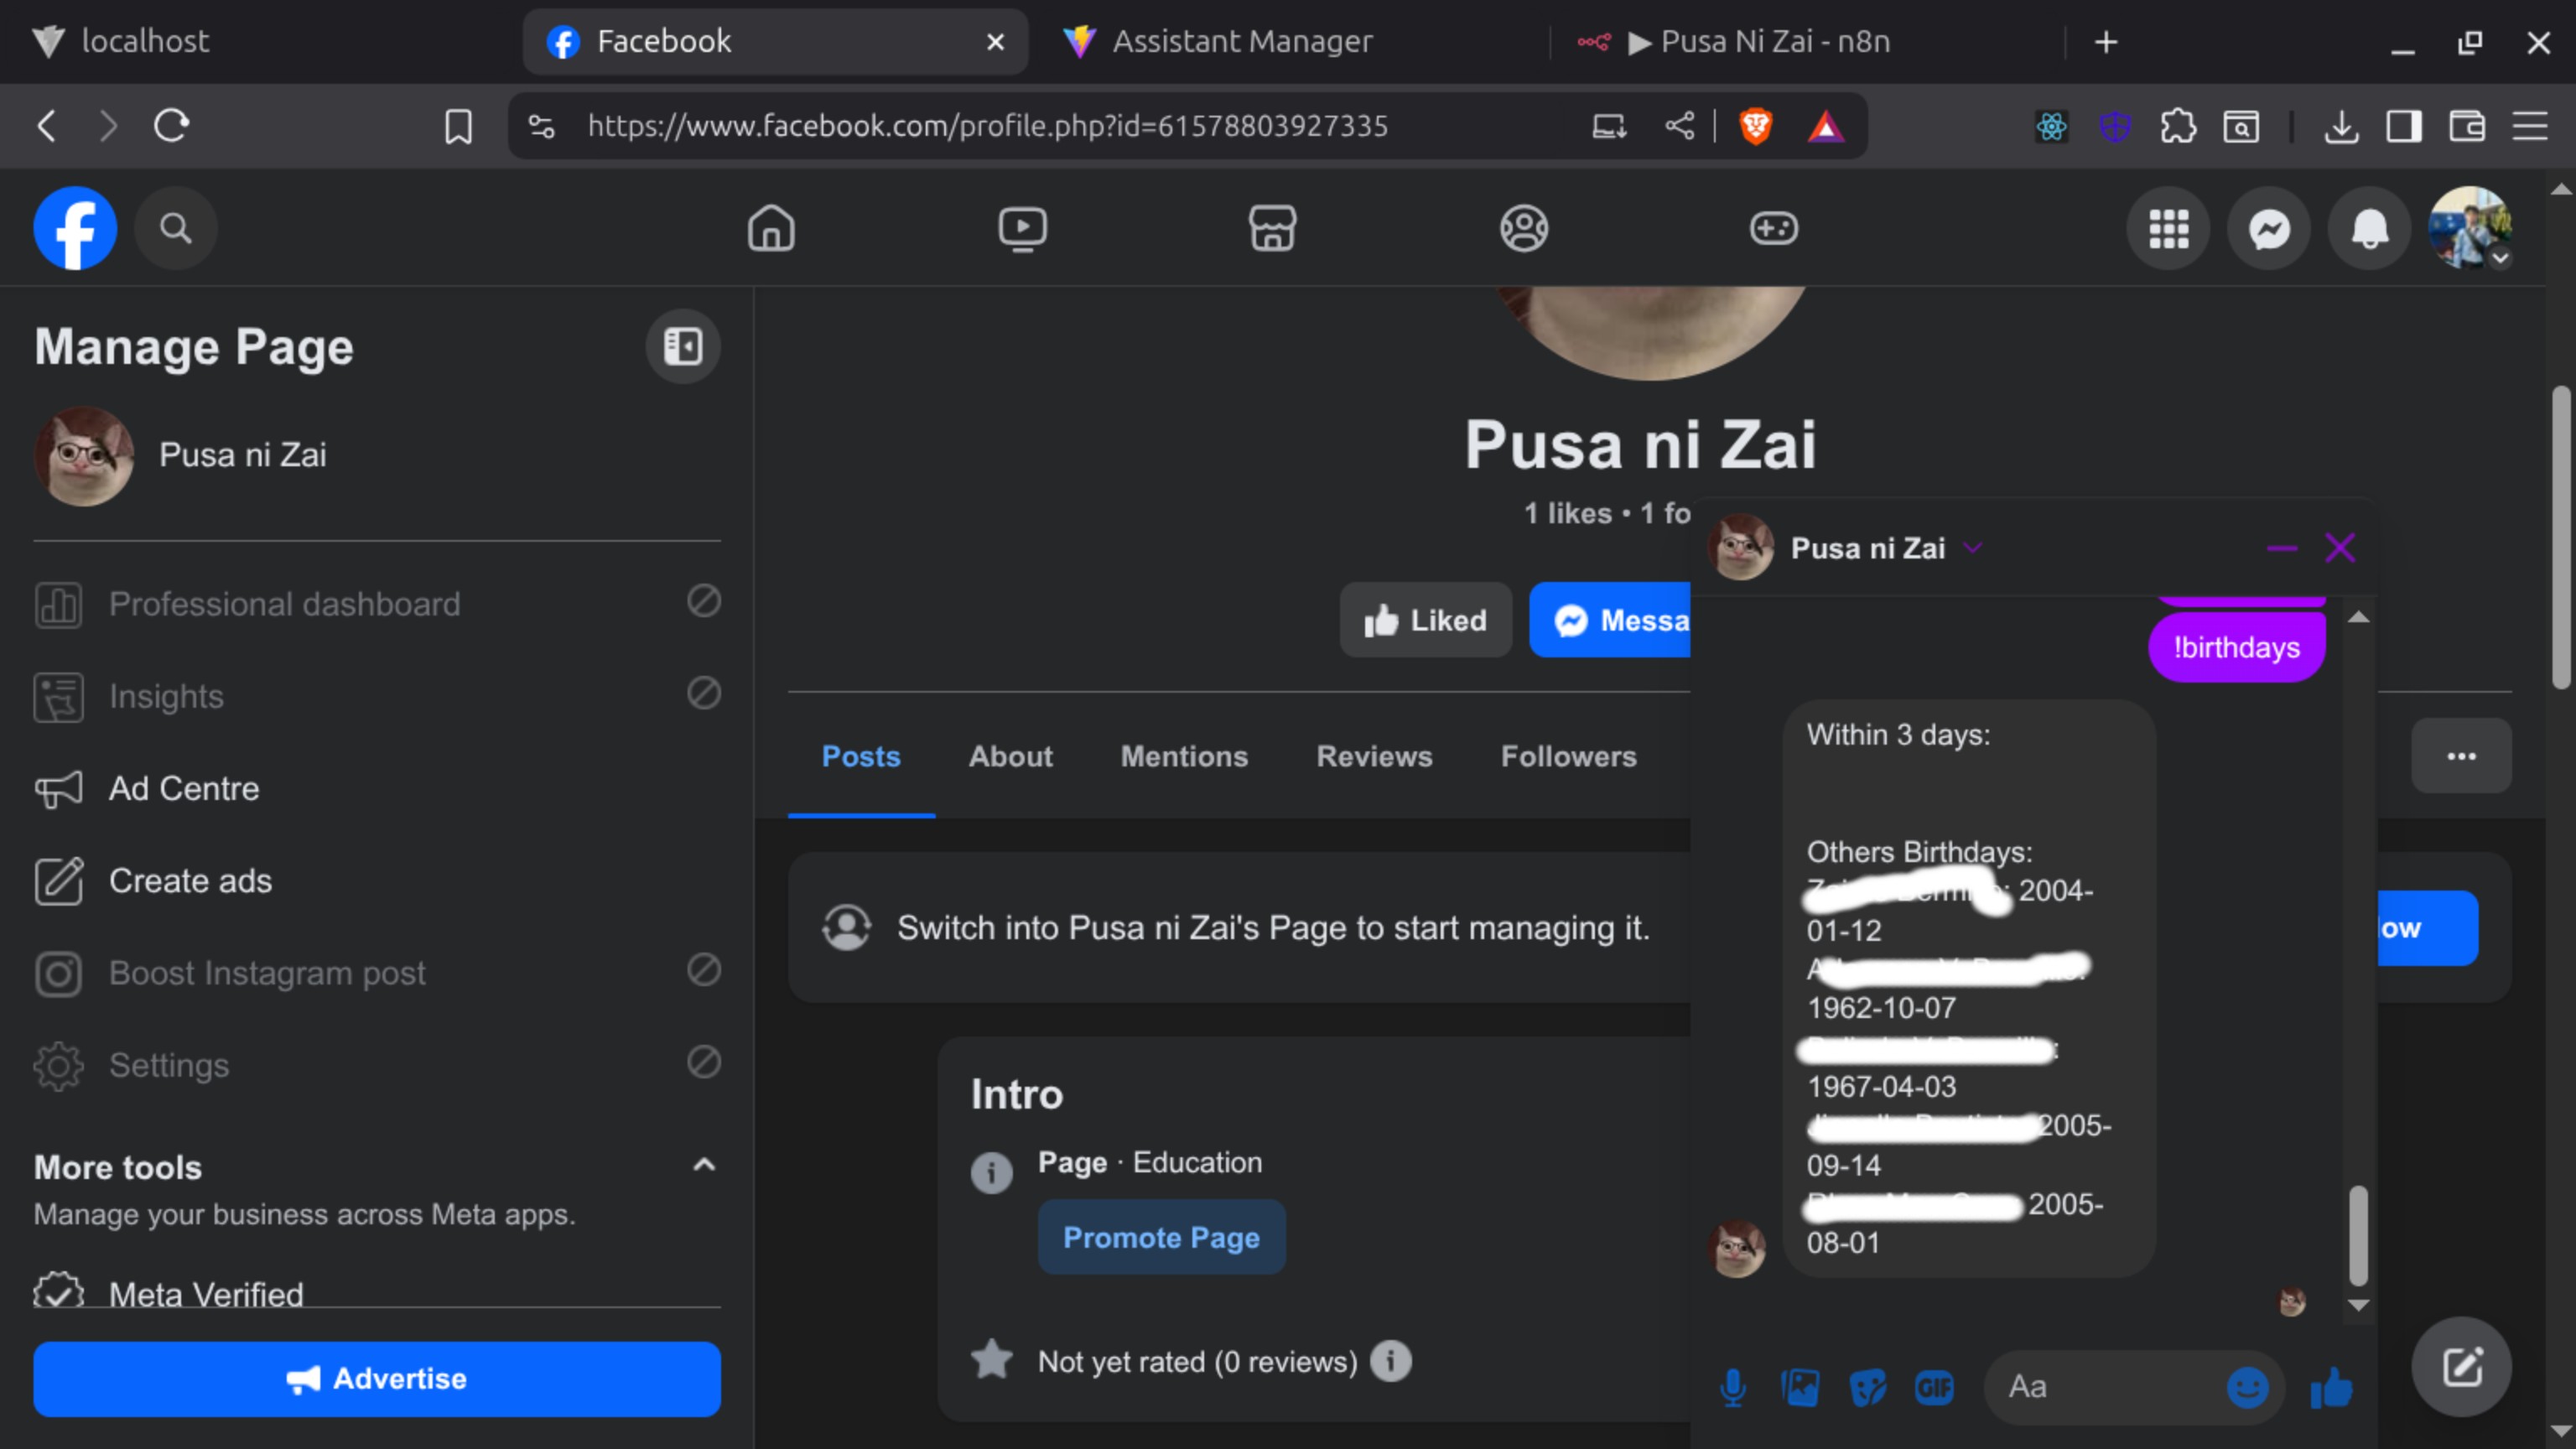 localhost
Facebook
Assistant Manager
▶ Pusa Ni Zai - n8n
https://www.facebook.com/profile.php?id=61578803927335
Manage Page
Pusa ni Zai
Professional dashboard
Insights
Ad Centre
Create ads
Boost Instagram post
Settings
More tools
Manage your business across Meta apps.
Meta Verified
Advertise
Pusa ni Zai
1 likes • 1 fo
Liked
Messa
Posts
About
Mentions
Reviews
Followers
Switch into Pusa ni Zai's Page to start managing it.
ow
Intro
Page · Education
Promote Page
Not yet rated (0 reviews)
Pusa ni Zai
!birthdays
Within 3 days:
Others Birthdays:
2004-
01-12
1962-10-07
1967-04-03
2005-
09-14
2005-
08-01
GIF
Aa